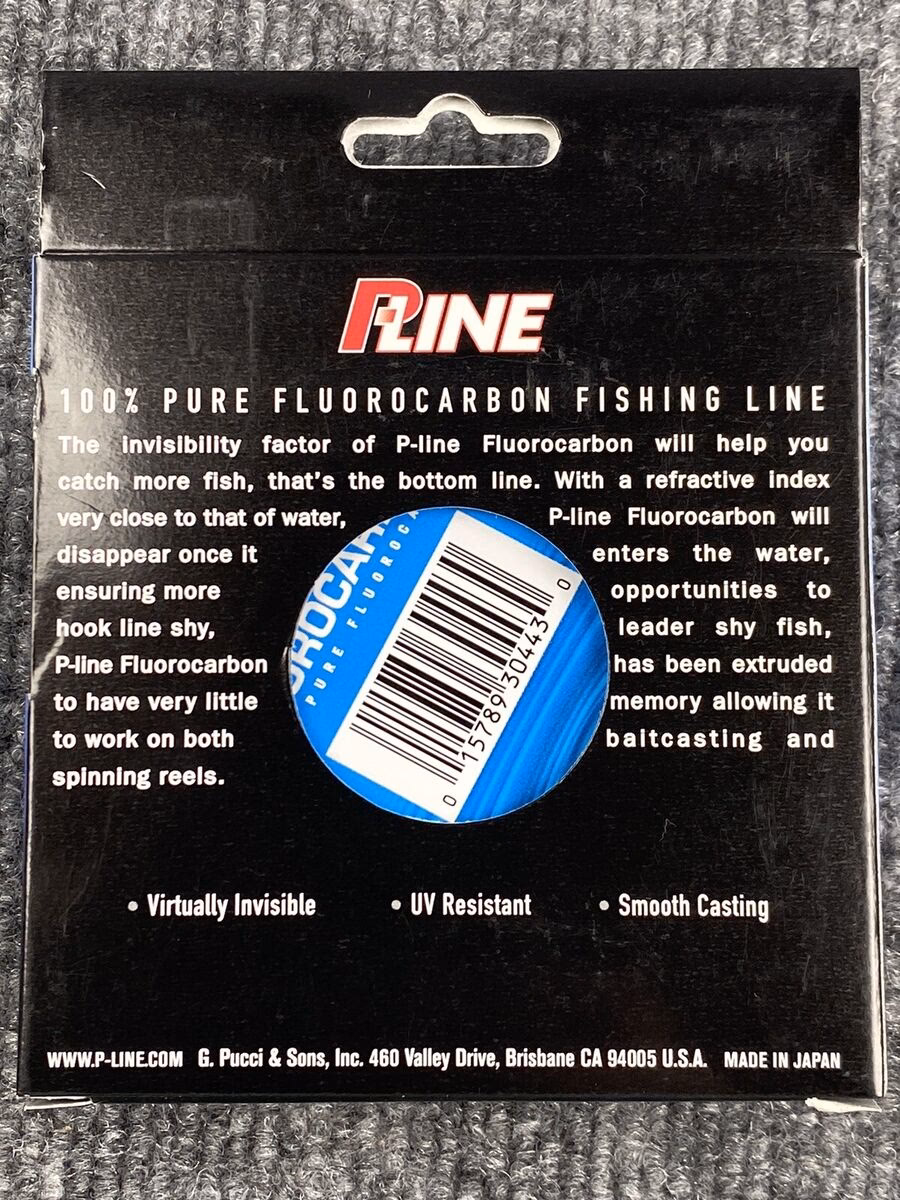 P-LINE
100% PURE FLUOROCARBON FISHING LINE
The invisibility factor of P-line Fluorocarbon will help you
catch more fish, that's the bottom line. With a refractive index
very close to that of water, P-line Fluorocarbon will
disappear once it enters the water,
ensuring more opportunities to
hook line shy, leader shy fish,
P-line Fluorocarbon has been extruded
to have very little memory allowing it
to work on both baitcasting and
spinning reels.
PURE FLUOROC
0 15789 30443 0
• Virtually Invisible • UV Resistant • Smooth Casting
WWW.P-LINE.COM G. Pucci & Sons, Inc. 460 Valley Drive, Brisbane CA 94005 U.S.A. MADE IN JAPAN